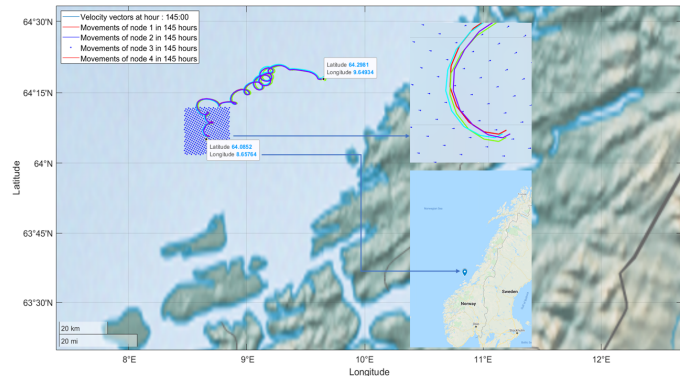 64°30'N
Velocity vectors at hour : 145:00
Movements of node 1 in 145 hours
Movements of node 2 in 145 hours
Movements of node 3 in 145 hours
Movements of node 4 in 145 hours
Latitude 64.2981
Longitude 9.64934
64°15'N
Latitude 64.0852
Longitude 8.61764
64°N
Latitude
63°45'N
63°30'N
Norway
Sweden
20 km
20 mi
8°E
9°E
10°E
11°E
12°E
Longitude